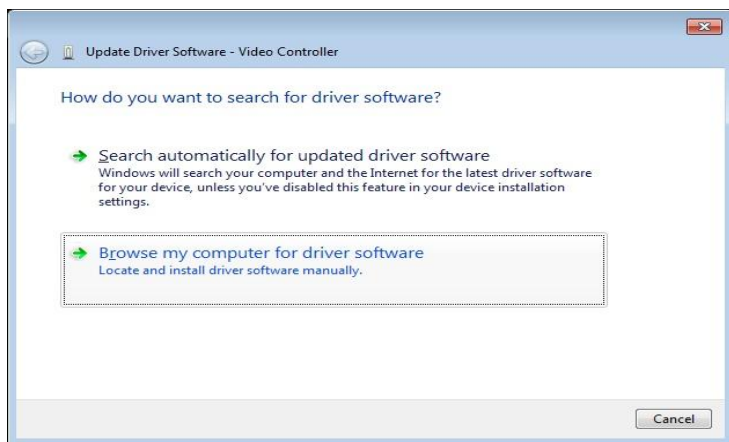 Update Driver Software - Video Controller
How do you want to search for driver software?
Search automatically for updated driver software
Windows will search your computer and the Internet for the latest driver software
for your device, unless you've disabled this feature in your device installation
settings.
Browse my computer for driver software
Locate and install driver software manually.
Cancel